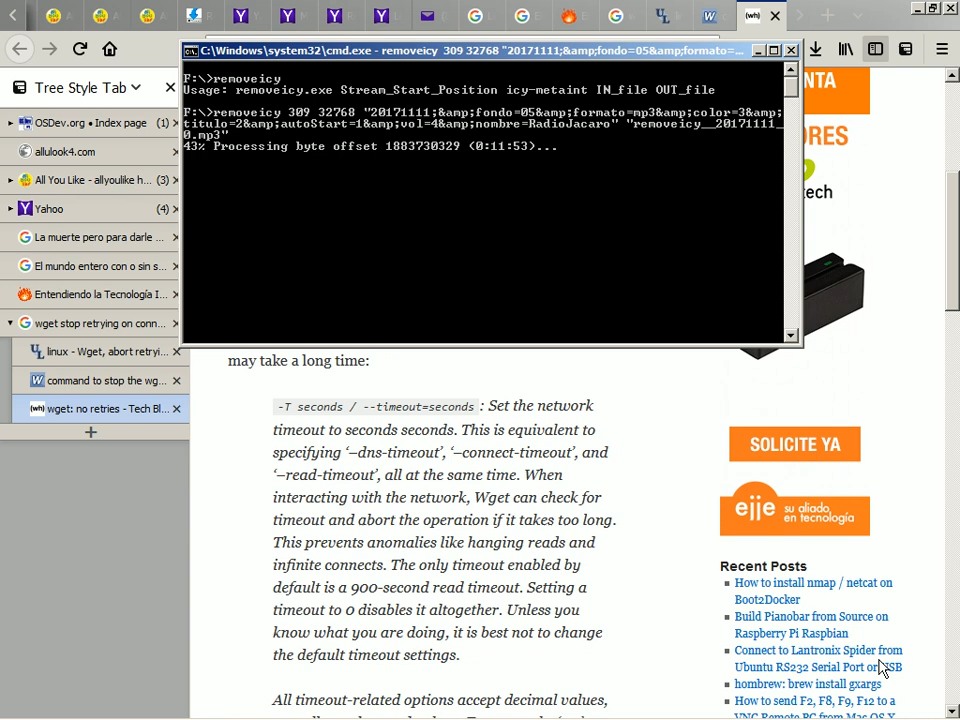 C:\Windows\system32\cmd.exe - removeicy 309 32768 "20171111;&amp;fondo=05&amp;formato=...
F:\>removeicy
Usage: removeicy.exe Stream_Start_Position icy-metaint IN_file OUT_file
F:\>removeicy 309 32768 "20171111;&amp;fondo=05&amp;formato=mp3&amp;color=3&amp;
titulo=2&amp;autoStart=1&amp;vol=4&amp;nombre=RadioJacaro" "removeicy__20171111_
0.mp3"
43% Processing byte offset 1883730329 (0:11:53)...
Tree Style Tab
OSDev.org • Index page (1)
allulook4.com
All You Like - allyoulike h... (3)
Yahoo (4)
La muerte pero para darle ...
El mundo entero con o sin s...
Entendiendo la Tecnología I...
wget stop retrying on conn...
linux - Wget, abort retryi...
command to stop the wg...
wget: no retries - Tech Bl...
may take a long time:
-T seconds / --timeout=seconds : Set the network
timeout to seconds seconds. This is equivalent to
specifying ‘–dns-timeout’, ‘–connect-timeout’, and
‘–read-timeout’, all at the same time. When
interacting with the network, Wget can check for
timeout and abort the operation if it takes too long.
This prevents anomalies like hanging reads and
infinite connects. The only timeout enabled by
default is a 900-second read timeout. Setting a
timeout to 0 disables it altogether. Unless you
know what you are doing, it is best not to change
the default timeout settings.
All timeout-related options accept decimal values,
ENTA
ORES
tech
SOLICITE YA
ejje su aliado
en tecnología
Recent Posts
How to install nmap / netcat on
Boot2Docker
Build Pianobar from Source on
Raspberry Pi Raspbian
Connect to Lantronix Spider from
Ubuntu RS232 Serial Port or USB
hombrew: brew install gxargs
How to send F2, F8, F9, F12 to a
VNC Remote PC from Mac OS X